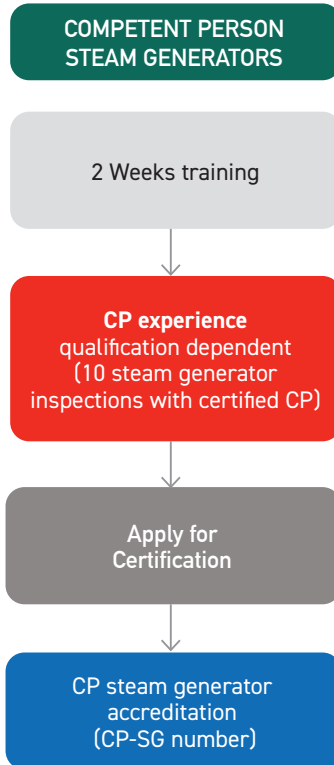 COMPETENT PERSON
STEAM GENERATORS
2 Weeks training
CP experience
qualification dependent
(10 steam generator
inspections with certified CP)
Apply for
Certification
CP steam generator
accreditation
(CP-SG number)